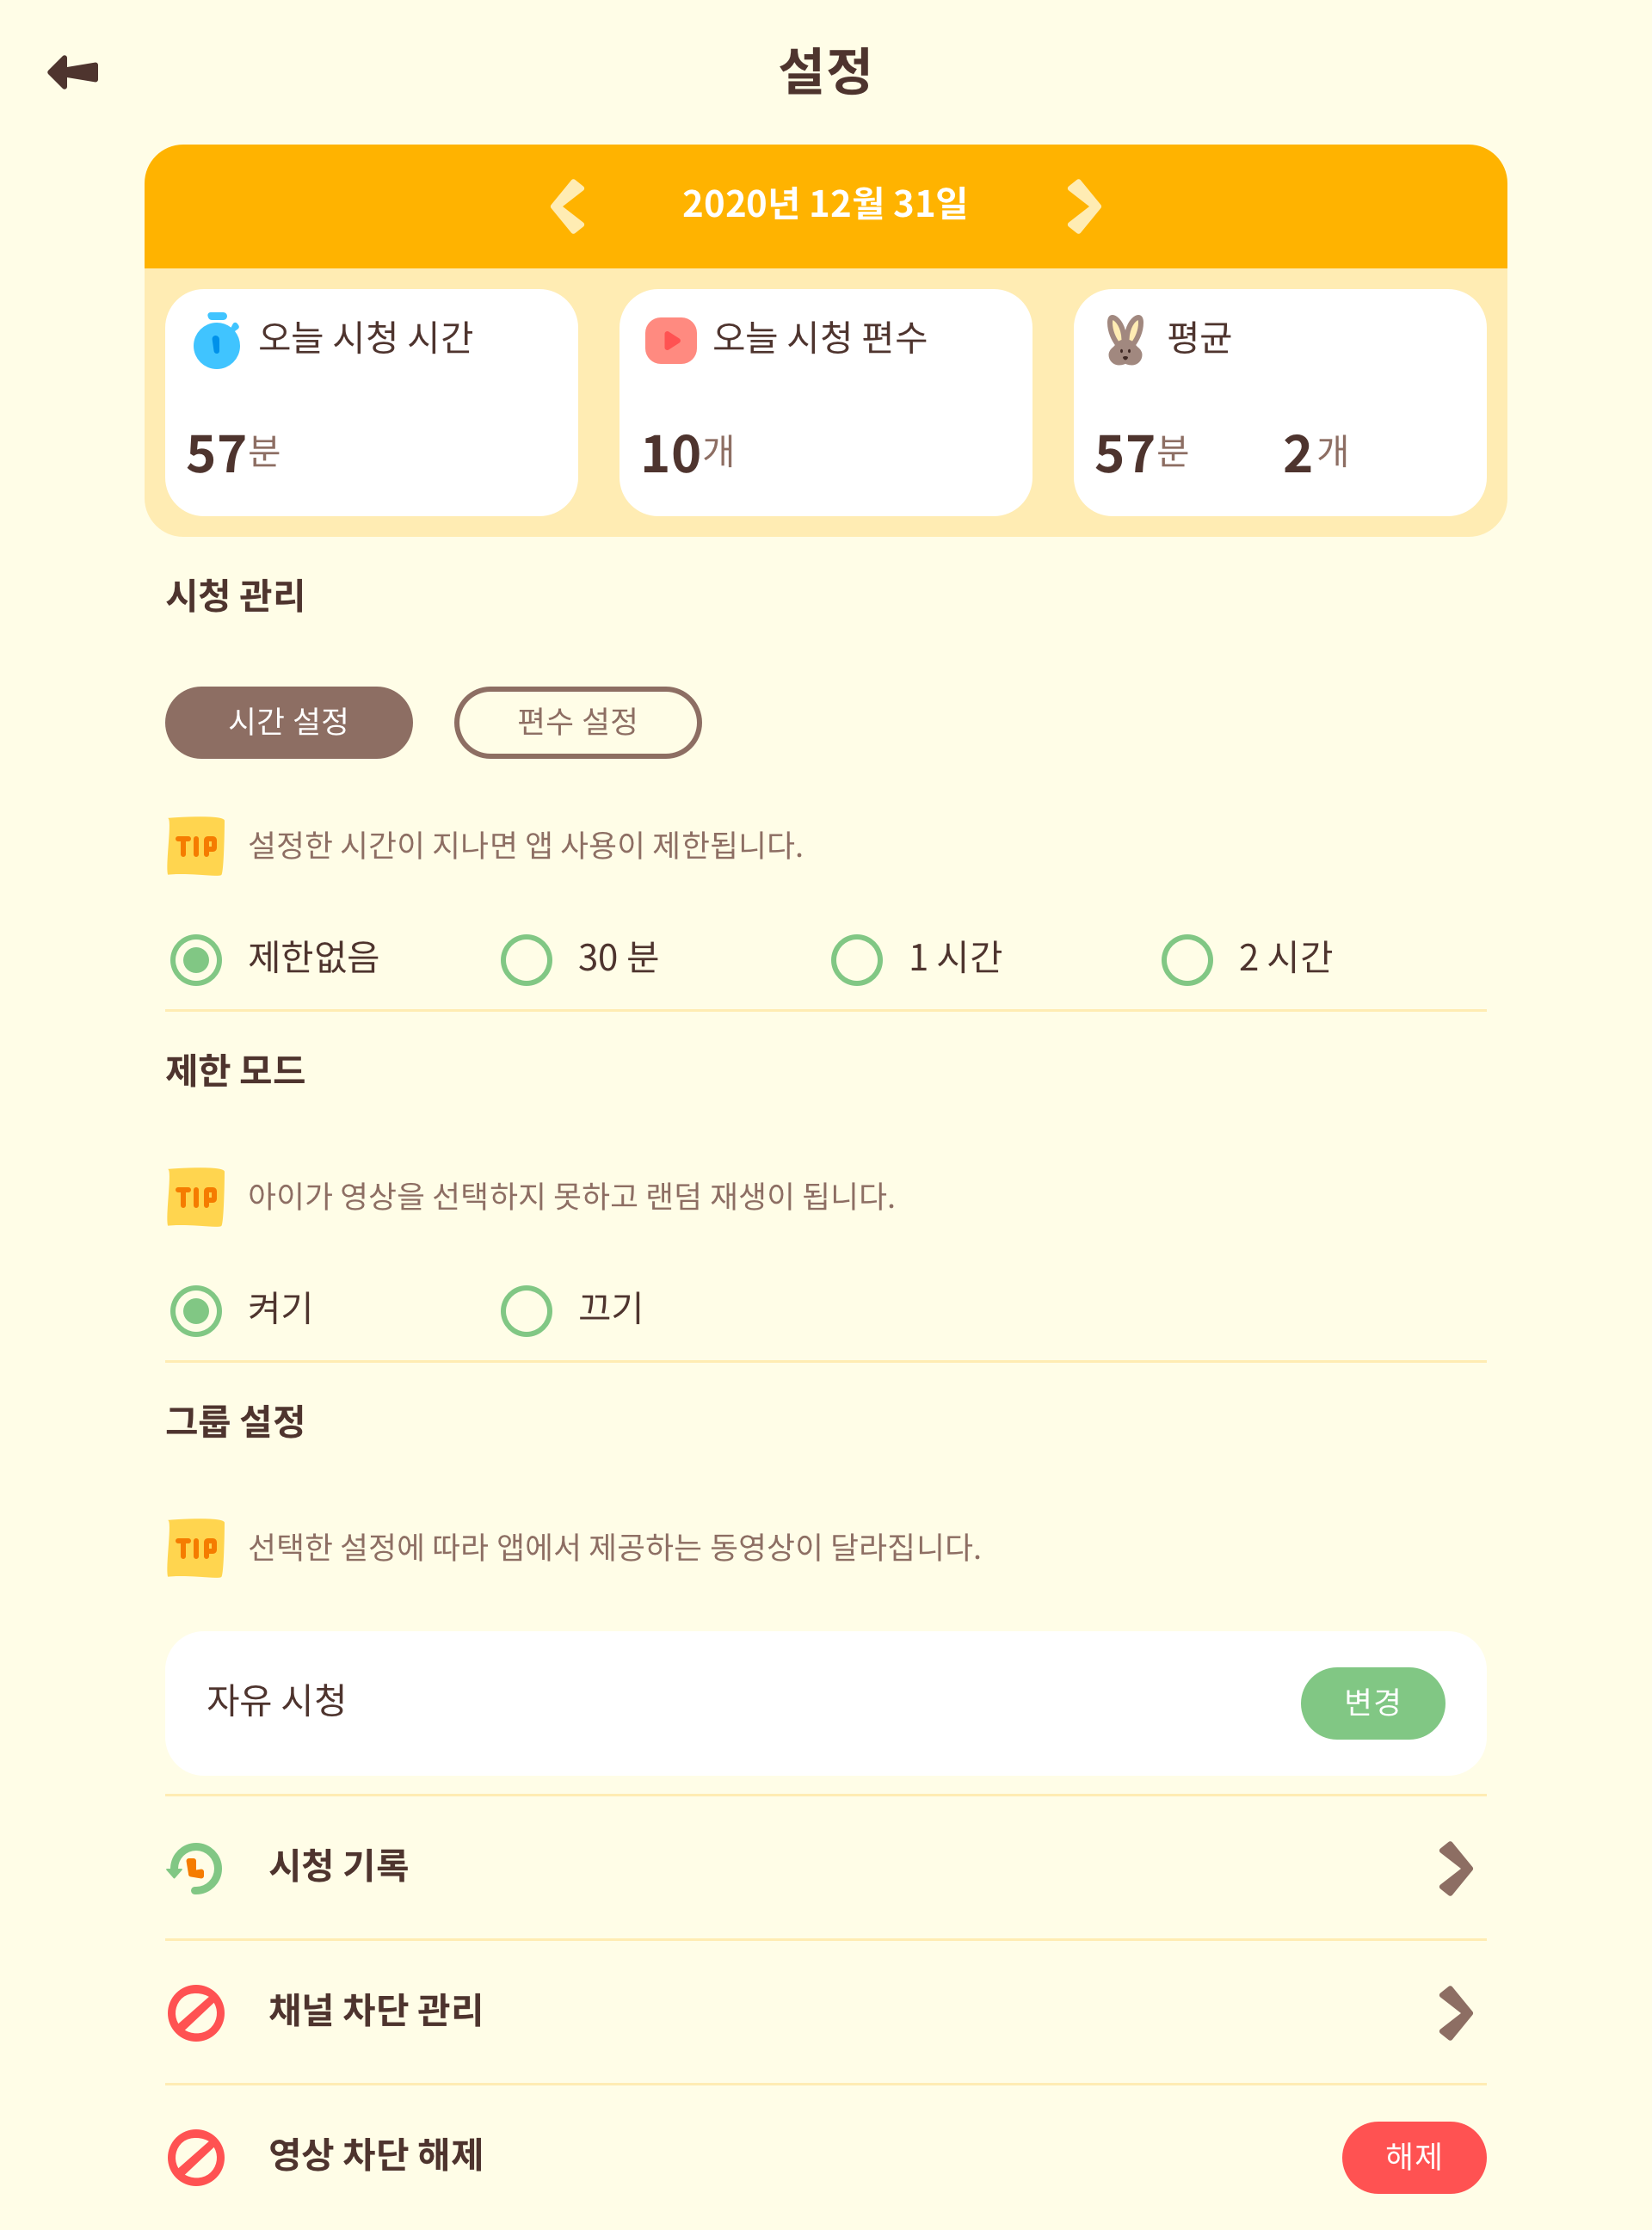 설정
2020년 12월 31일
오늘 시청 시간
오늘 시청 편수
평균
57분
10개
57분 2개
시청 관리
시간 설정
편수 설정
TIP 설정한 시간이 지나면 앱 사용이 제한됩니다.
제한없음
30 분
1 시간
2 시간
제한 모드
TIP 아이가 영상을 선택하지 못하고 랜덤 재생이 됩니다.
켜기
끄기
그룹 설정
TIP 선택한 설정에 따라 앱에서 제공하는 동영상이 달라집니다.
자유 시청
변경
시청 기록
채널 차단 관리
영상 차단 해제
해제